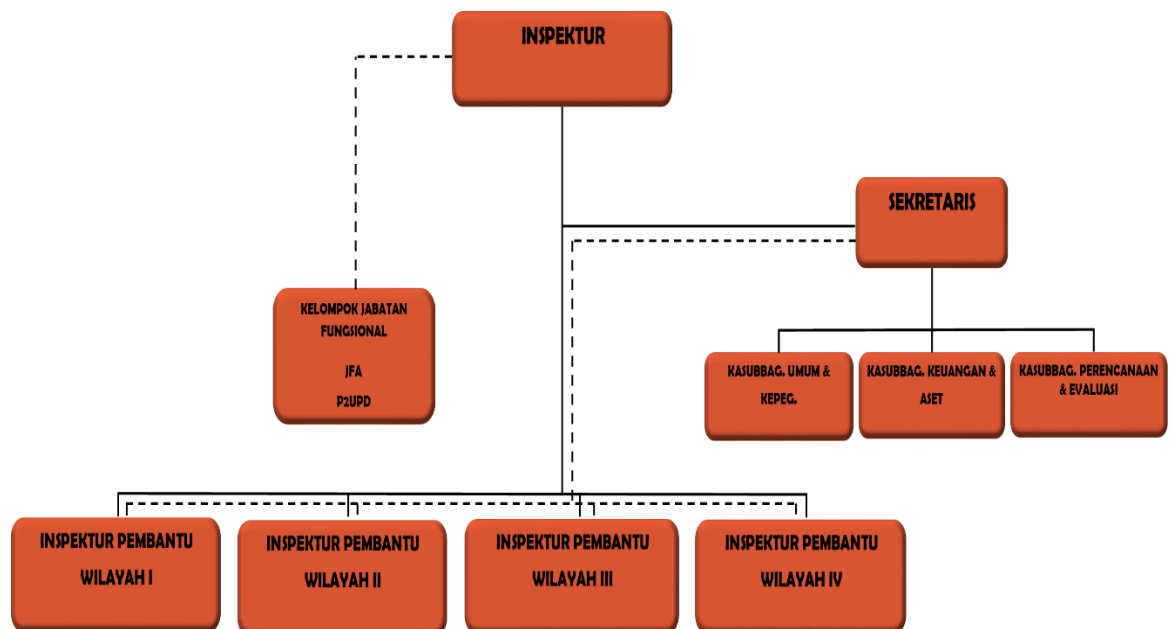 INSPEKTUR
SEKRETARIS
KELOMPOK JABATAN
FUNGSIONAL
JFA
P2UPD
KASUBBAG. UMUM &
KEPEG.
KASUBBAG. KEUANGAN &
ASET
KASUBBAG. PERENCANAAN
& EVALUASI
INSPEKTUR PEMBANTU
WILAYAH I
INSPEKTUR PEMBANTU
WILAYAH II
INSPEKTUR PEMBANTU
WILAYAH III
INSPEKTUR PEMBANTU
WILAYAH IV